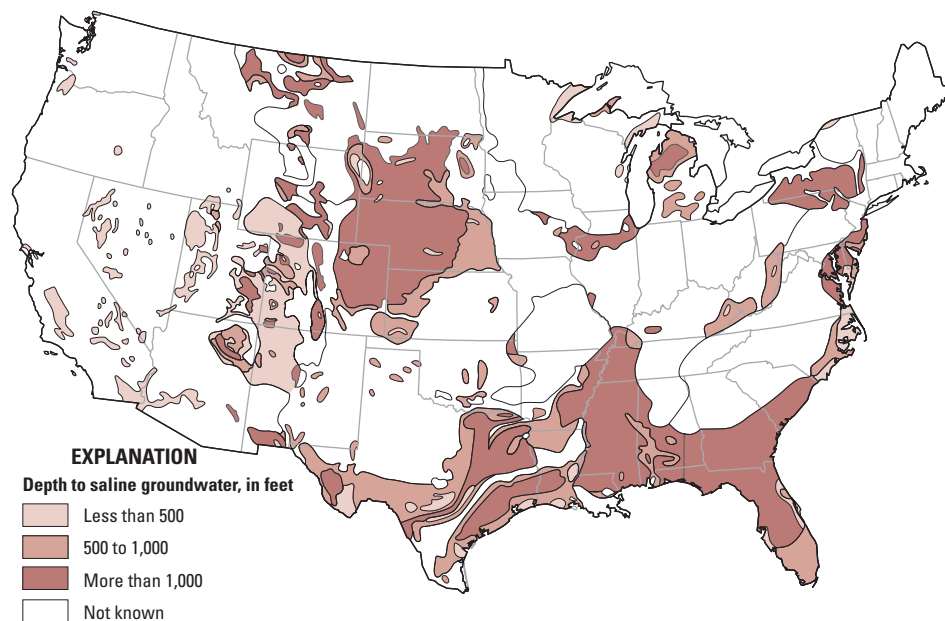 EXPLANATION
Depth to saline groundwater, in feet
Less than 500
500 to 1,000
More than 1,000
Not known